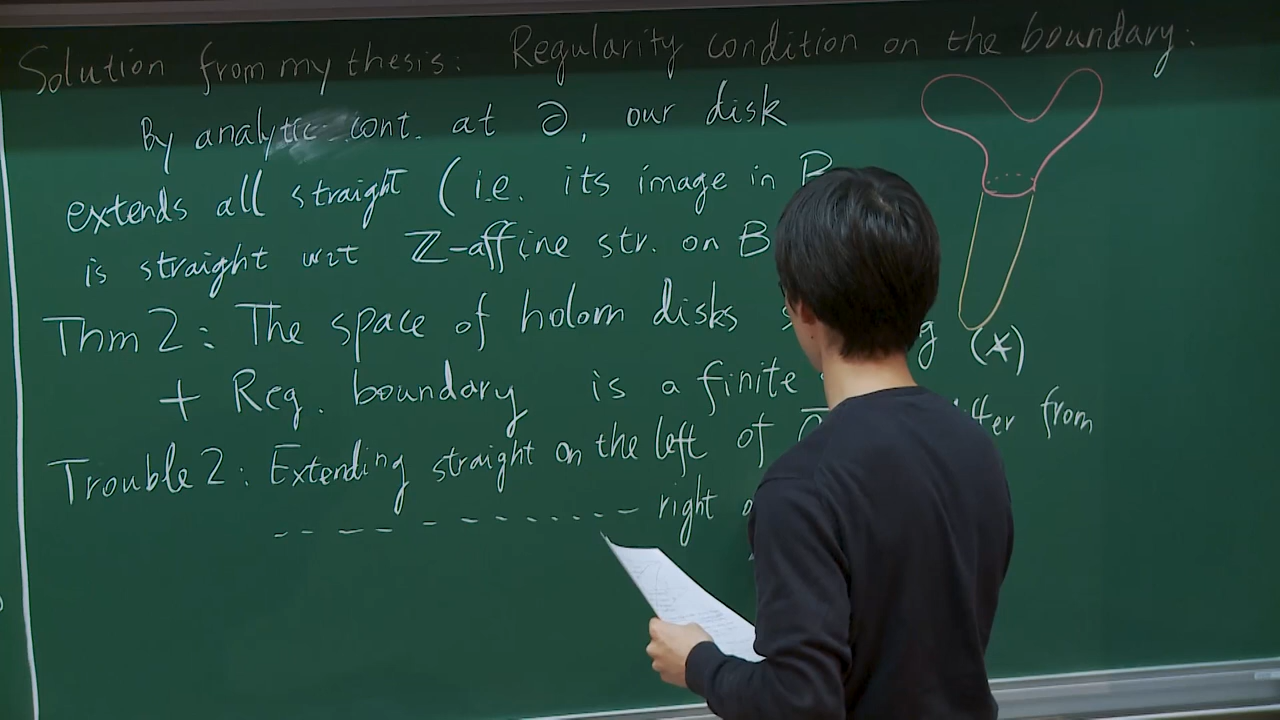 Solution from my thesis: Regularity condition on the boundary:
By analytic cont. at ∂, our disk
extends all straight (i.e. its image in B
is straight wrt ℤ-affine str. on B
Thm 2: The space of holom disks (*)
+ Reg. boundary is a finite
Trouble 2: Extending straight on the left of from
------------ right